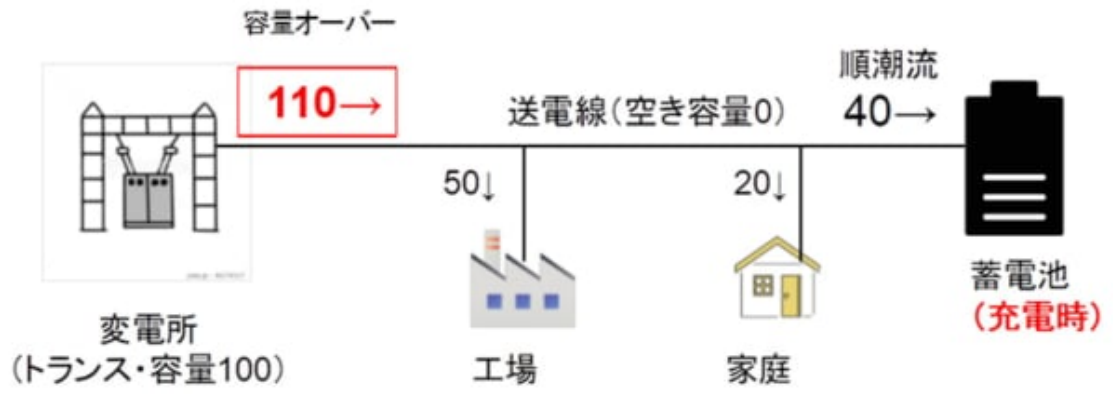 容量オーバー
110→
順潮流
送電線(空き容量0)
40→
50↓
20↓
変電所
(トランス・容量100)
工場
家庭
蓄電池
(充電時)